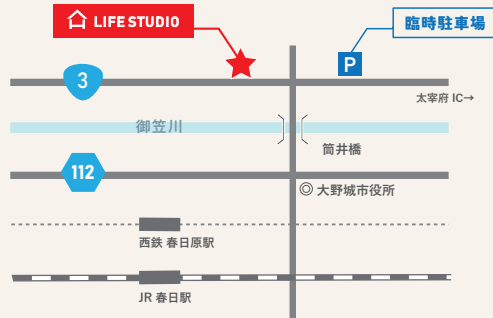 LIFE STUDIO
臨時駐車場
P
3
太宰府 IC→
御笠川
筒井橋
112
◎大野城市役所
西鉄 春日原駅
JR 春日駅